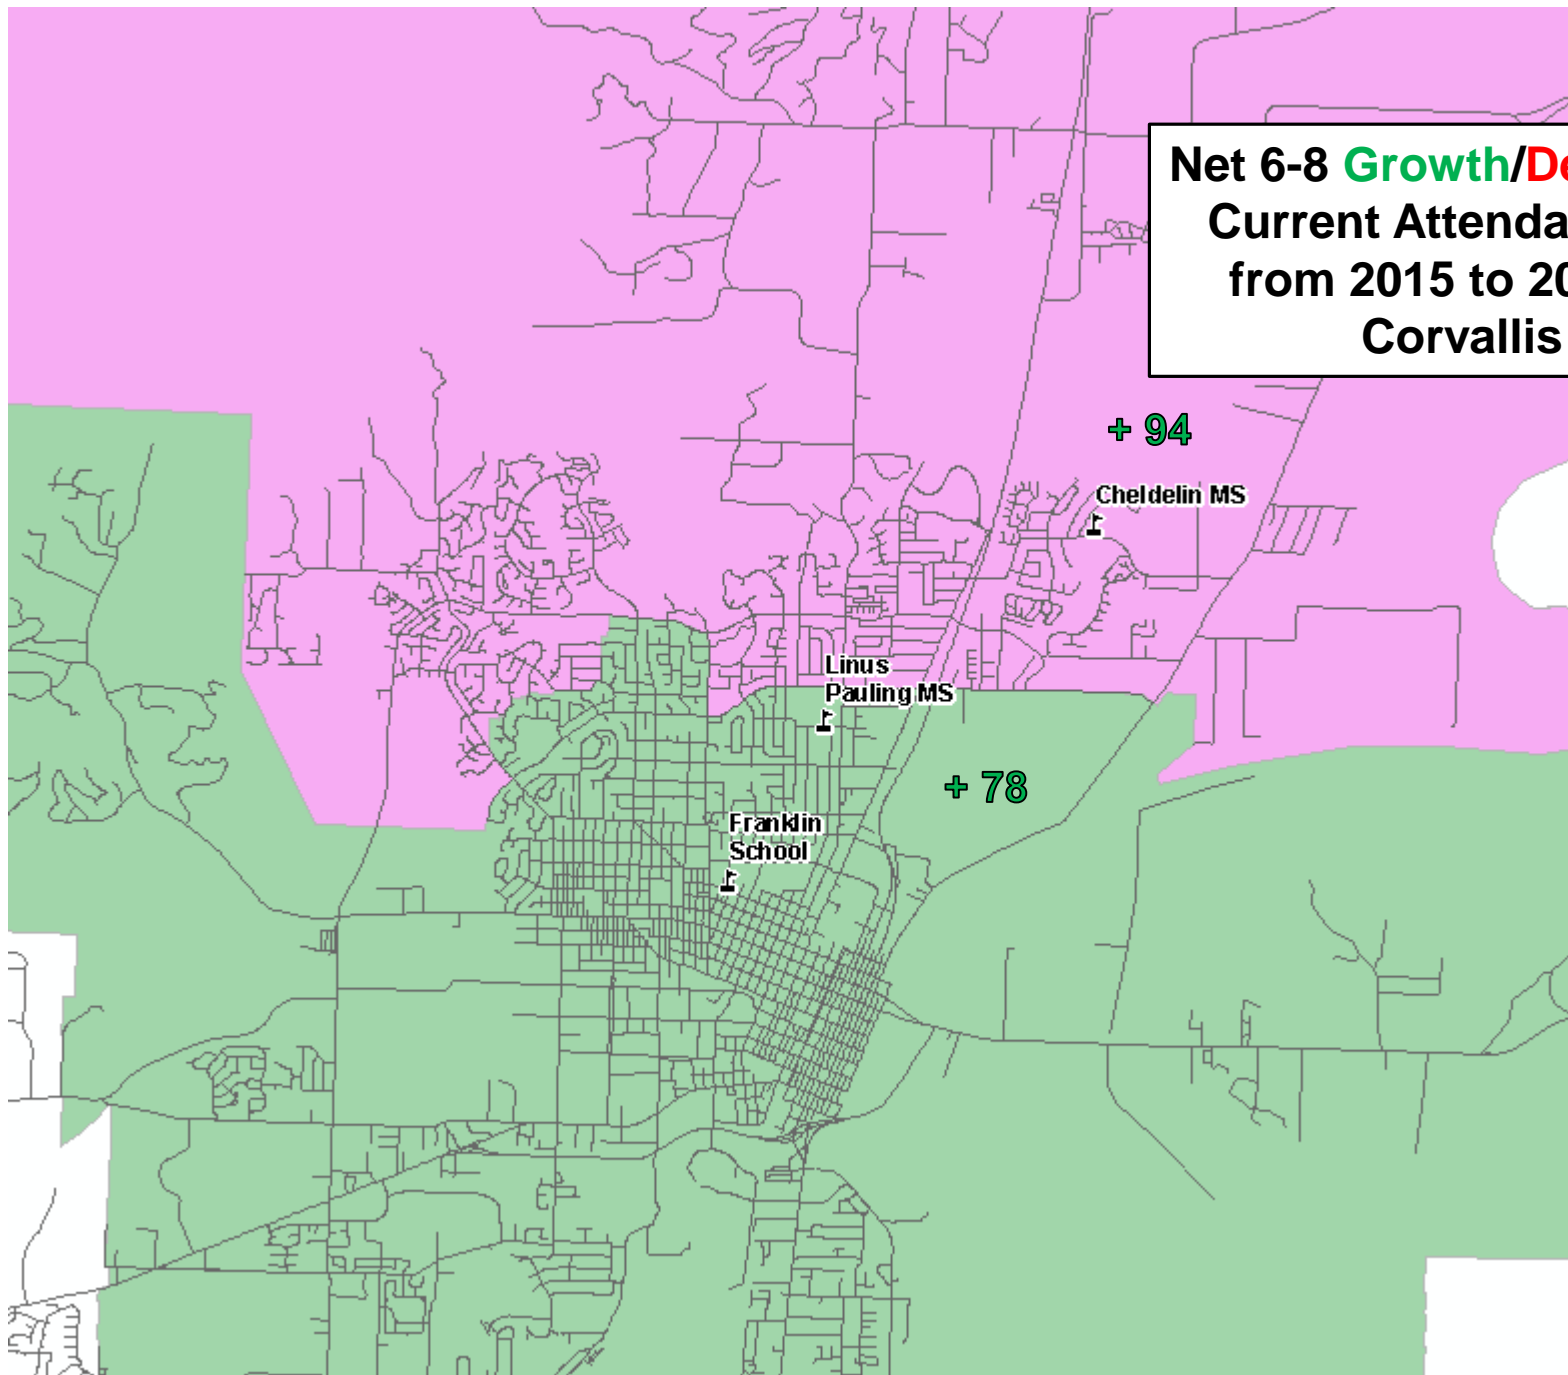 Net 6-8 Growth/De
Current Attenda
from 2015 to 20
Corvallis
+ 94
Cheldelin MS
Linus
Pauling MS
+ 78
Franklin
School